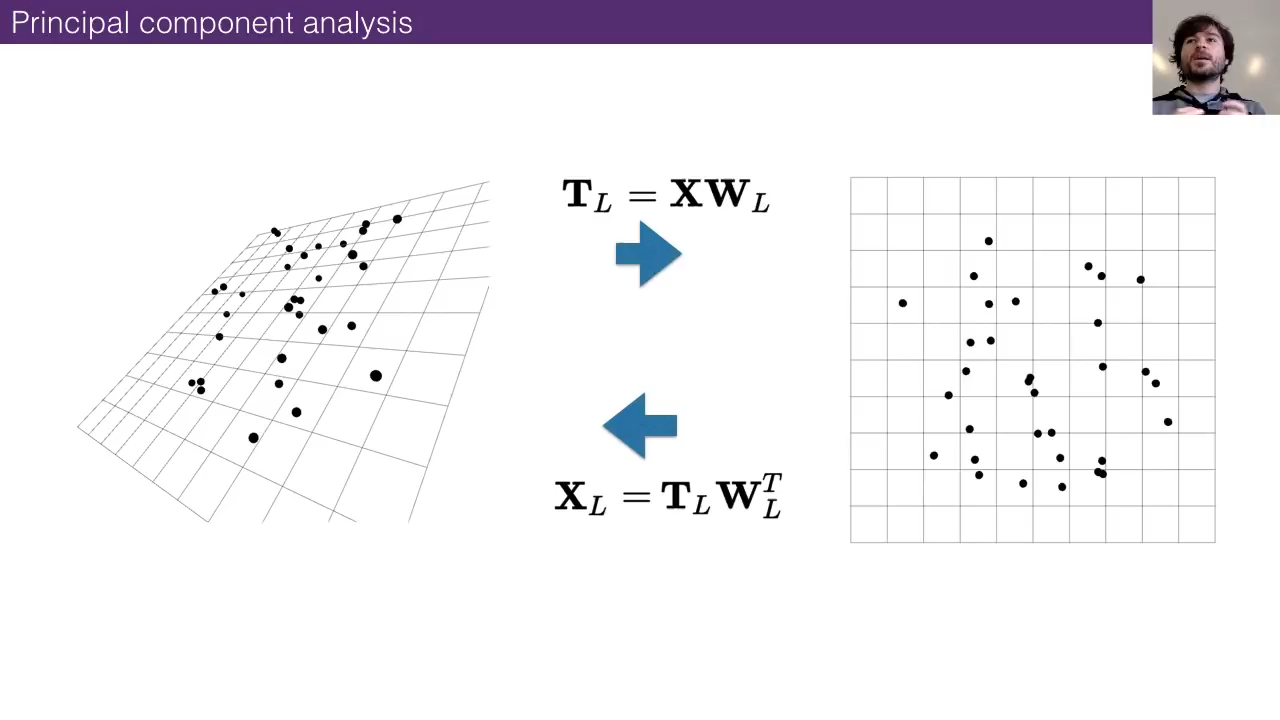 Principal component analysis
T_L = XW_L
X_L = T_L W_L^T